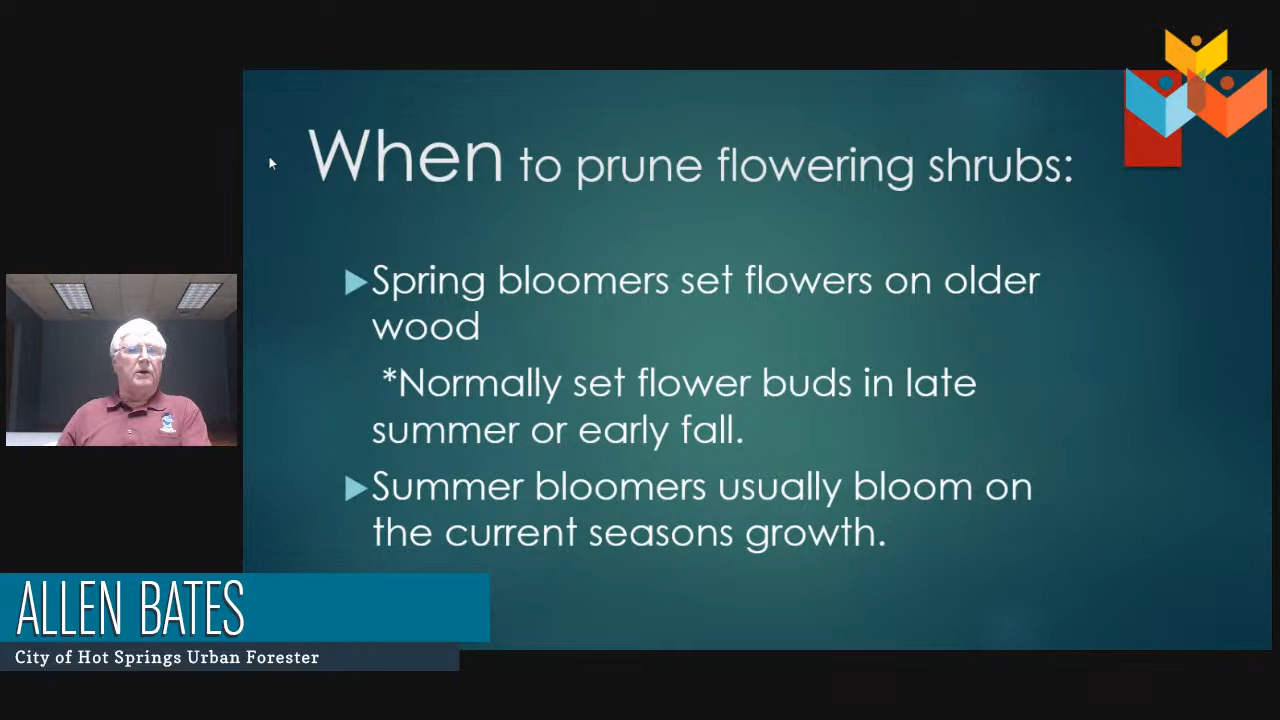 When to prune flowering shrubs:
Spring bloomers set flowers on older
wood
*Normally set flower buds in late
summer or early fall.
Summer bloomers usually bloom on
the current seasons growth.
ALLEN BATES
City of Hot Springs Urban Forester